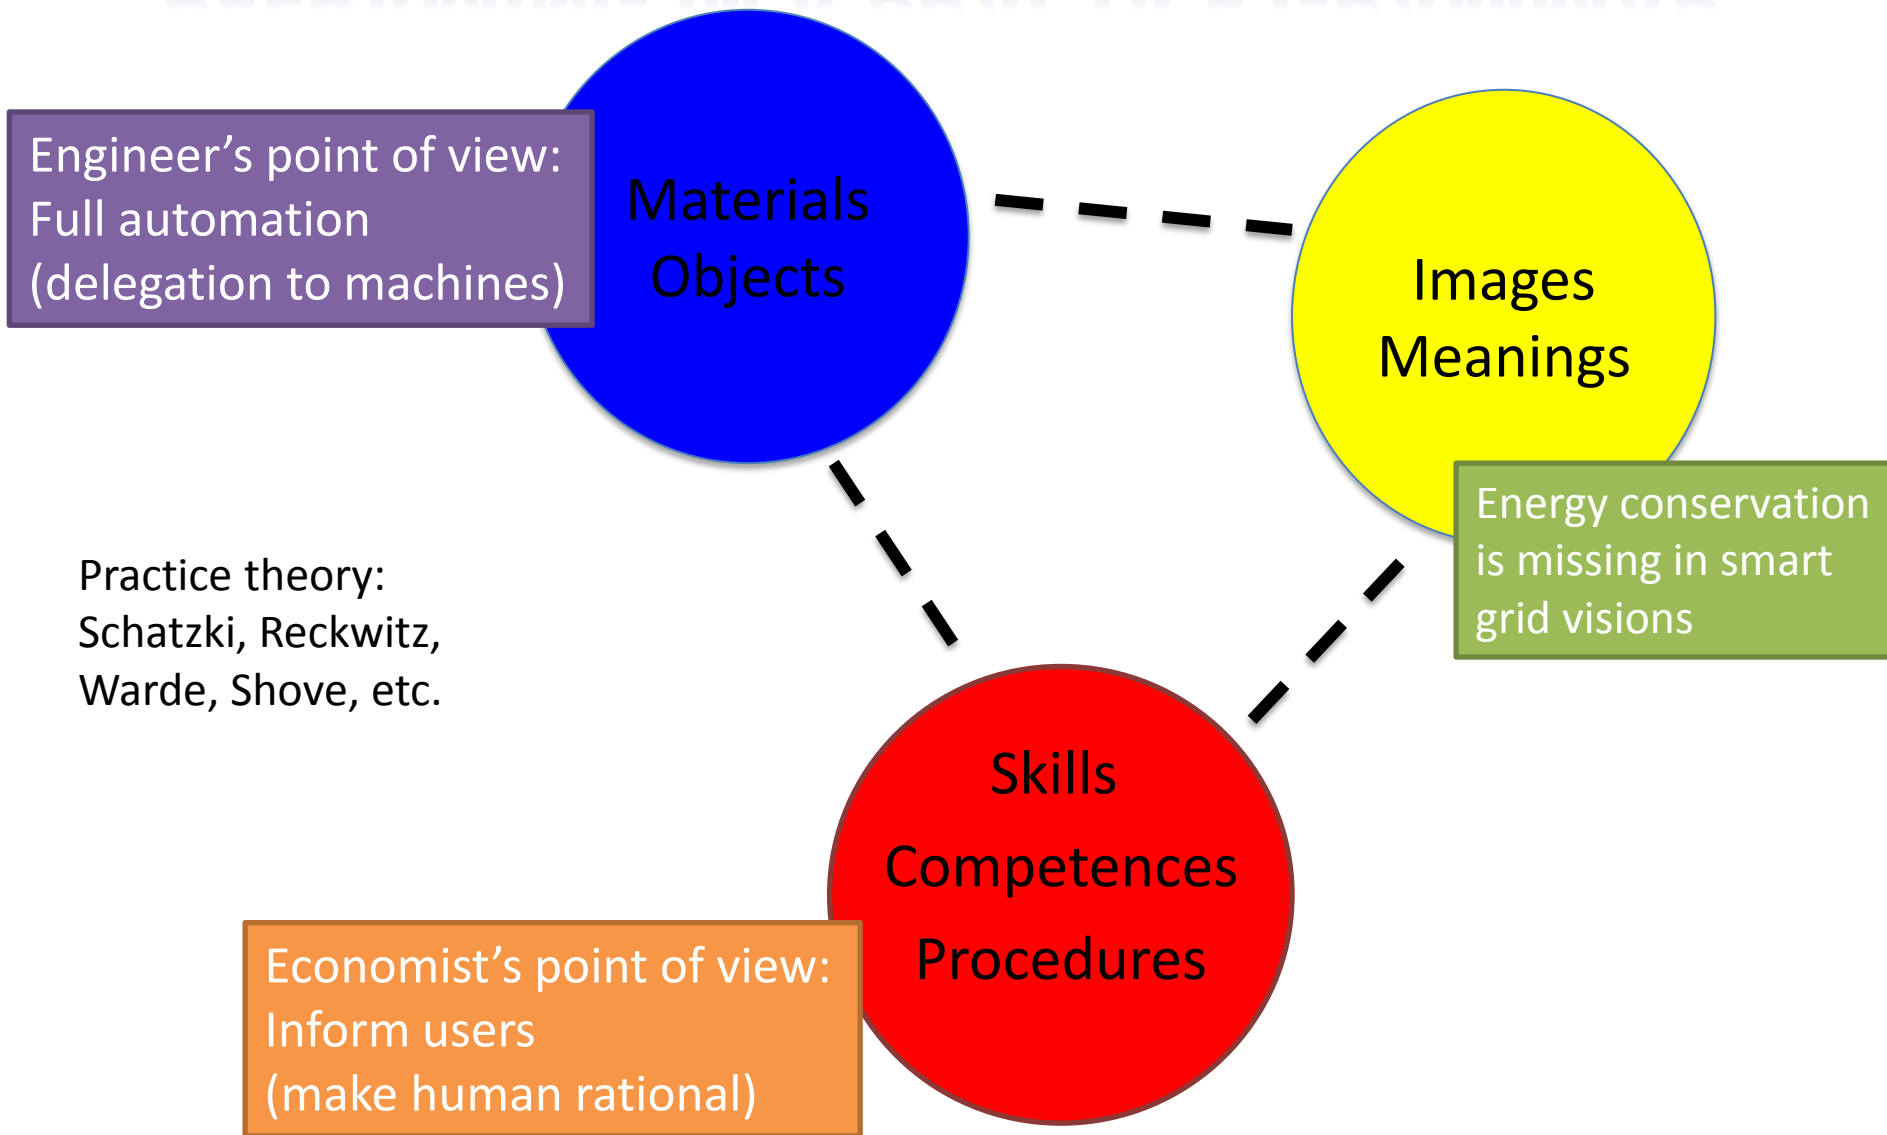 Engineer’s point of view:
Full automation
(delegation to machines)
Materials
Objects
Images
Meanings
Energy conservation
is missing in smart
grid visions
Practice theory:
Schatzki, Reckwitz,
Warde, Shove, etc.
Skills
Competences
Procedures
Economist’s point of view:
Inform users
(make human rational)